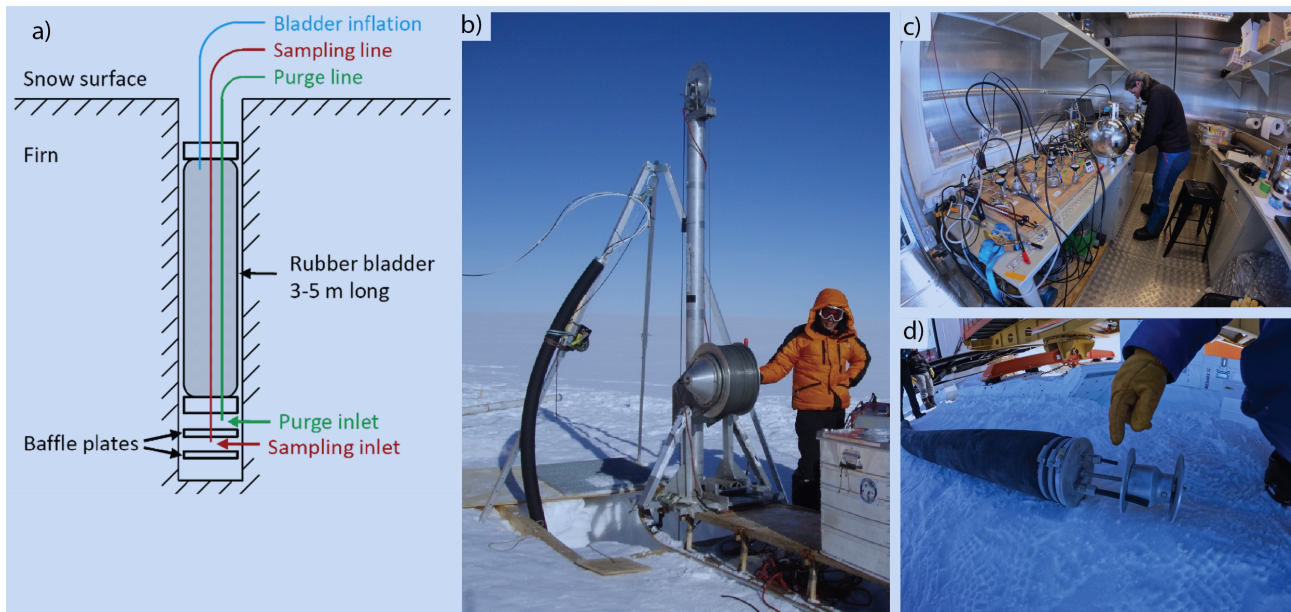 a)
Bladder inflation
Sampling line
Purge line
Snow surface
Firn
Rubber bladder
3-5 m long
Purge inlet
Sampling inlet
Baffle plates
b)
c)
d)